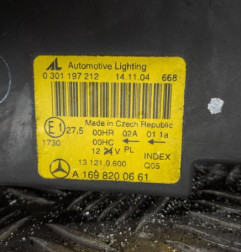 AL Automotive Lighting
0 301 197 212 14.11.04 668
Made in Czech Republic
E1 27,5 00HR 02A 01 1a
1730 00HC ← ←
12 V PL
13.121.0.600 INDEX
A 169 820 06 61 Q05